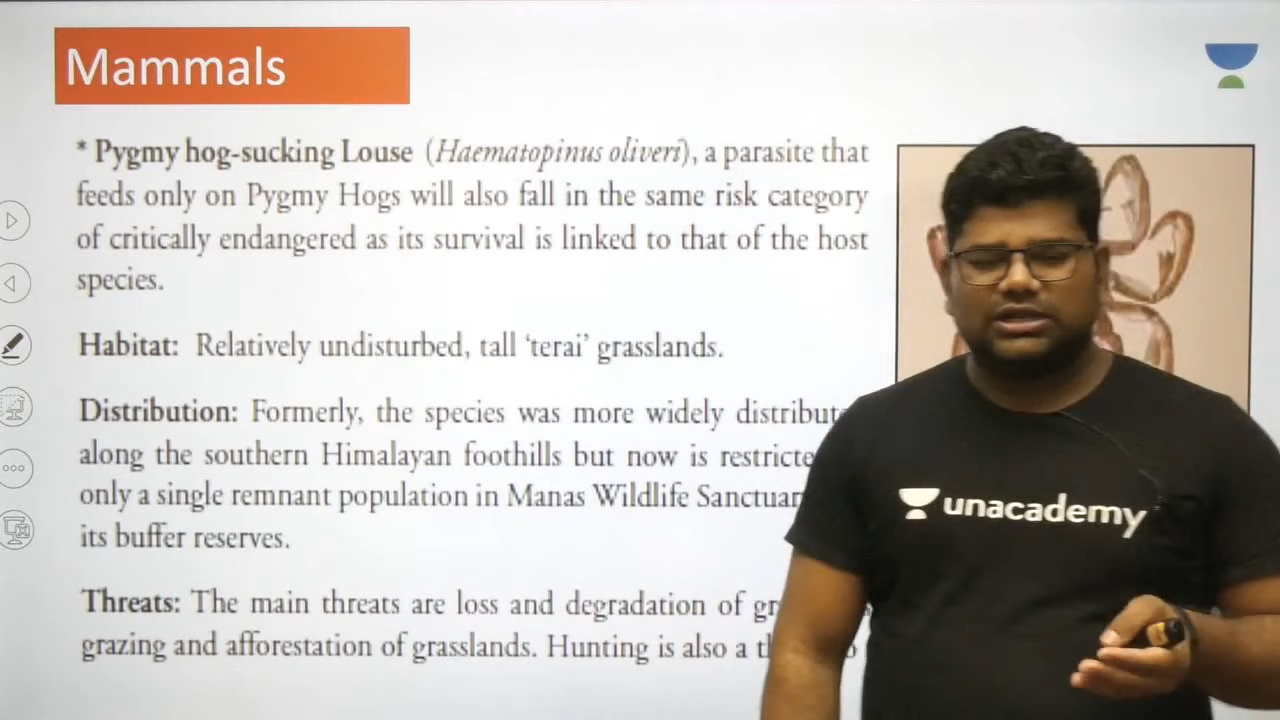 Mammals
* Pygmy hog-sucking Louse (Haematopinus oliveri), a parasite that
feeds only on Pygmy Hogs will also fall in the same risk category
of critically endangered as its survival is linked to that of the host
species.
Habitat: Relatively undisturbed, tall ‘terai’ grasslands.
Distribution: Formerly, the species was more widely
along the southern Himalayan foothills but now is
only a single remnant population in Manas Wildlife
its buffer reserves.
Threats: The main threats are loss and degradation of
grazing and afforestation of grasslands. Hunting is also a
unacademy